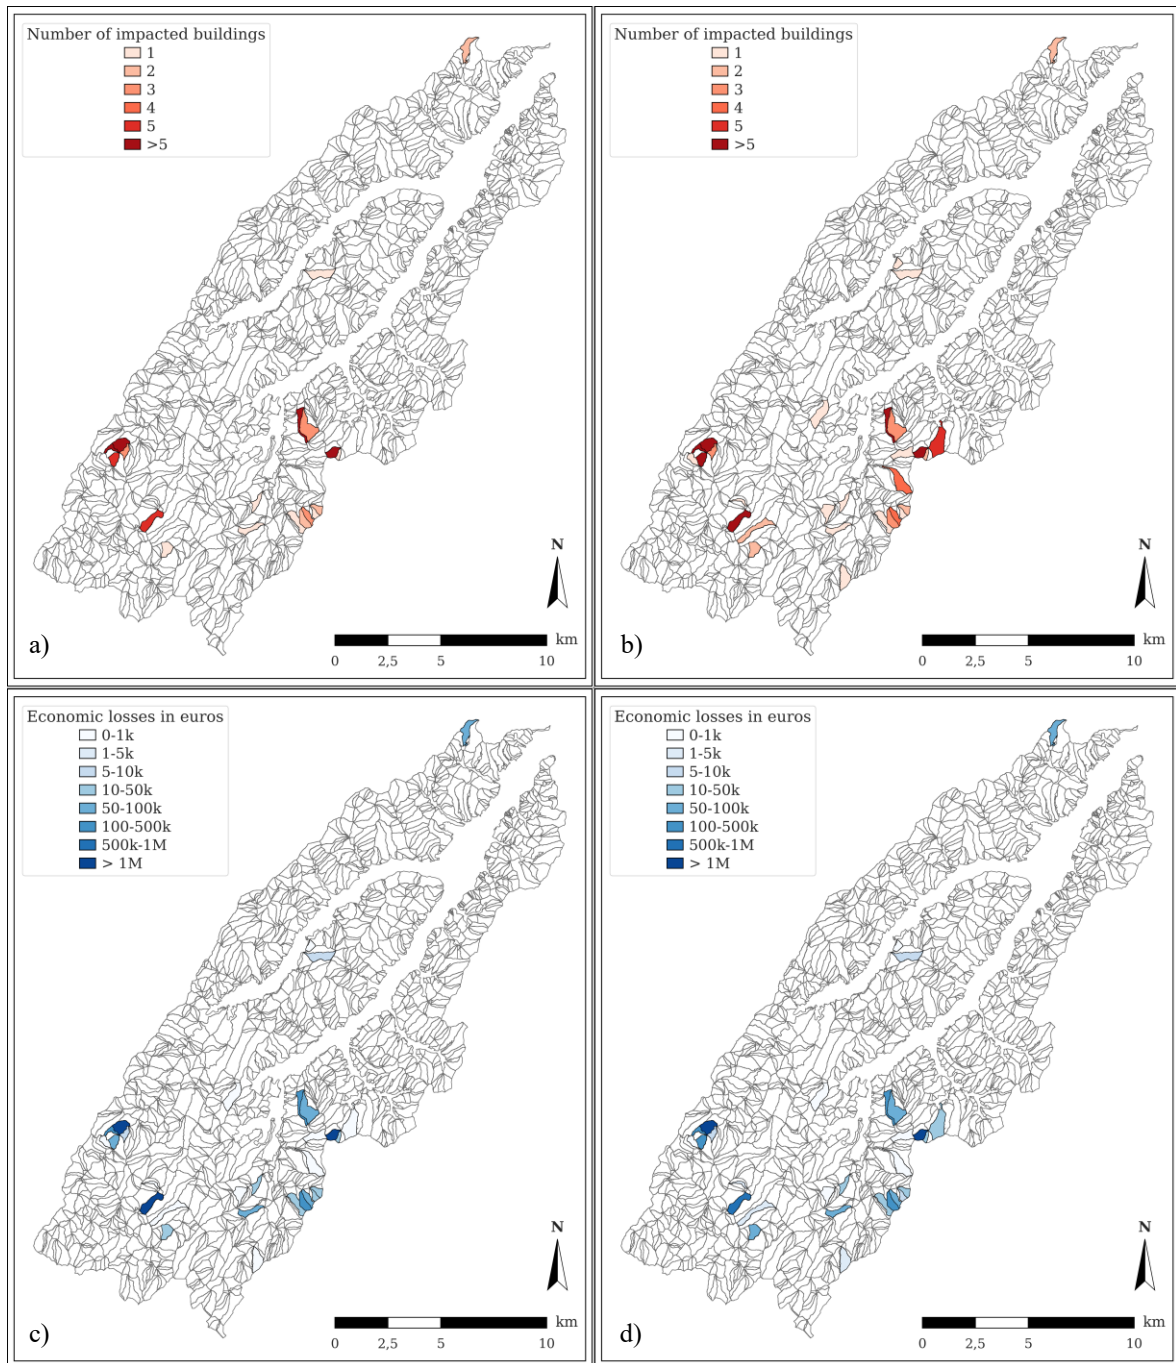 Number of impacted buildings
1
2
3
4
5
>5
N
km
0
2,5
5
10
a)
Number of impacted buildings
1
2
3
4
5
>5
N
km
0
2,5
5
10
b)
Economic losses in euros
0-1k
1-5k
5-10k
10-50k
50-100k
100-500k
500k-1M
> 1M
N
km
0
2,5
5
10
c)
Economic losses in euros
0-1k
1-5k
5-10k
10-50k
50-100k
100-500k
500k-1M
> 1M
N
km
0
2,5
5
10
d)